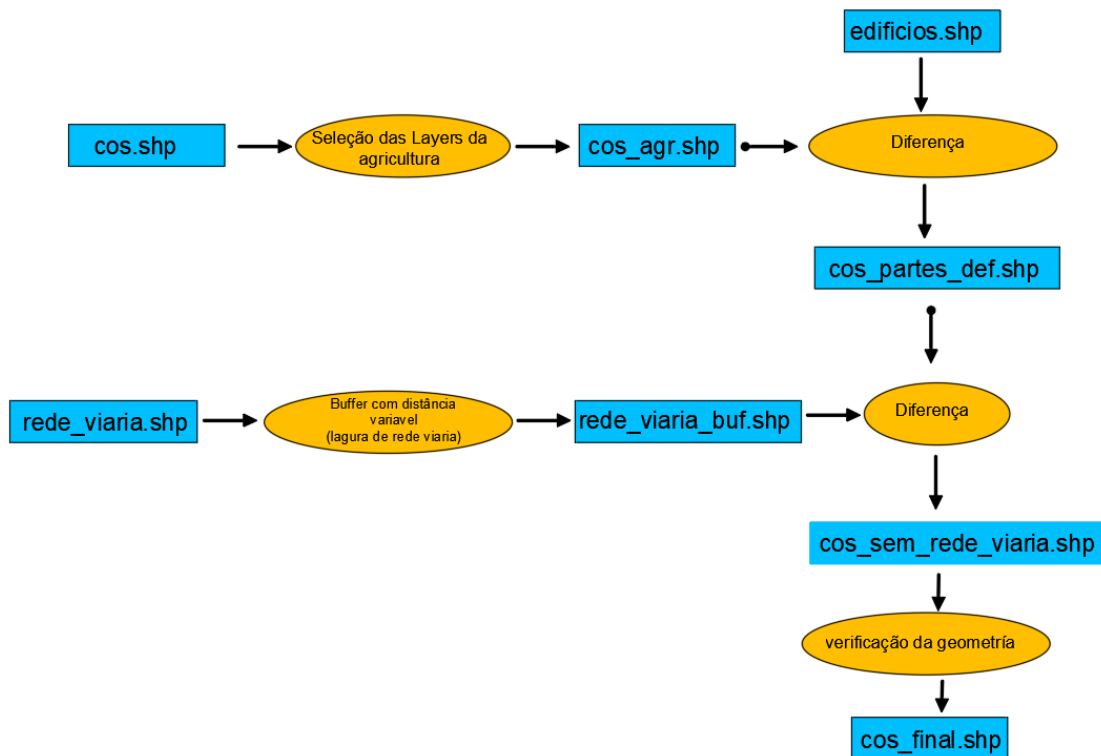 edificios.shp
cos.shp
Seleção das Layers da
agricultura
cos_agr.shp
Diferença
cos_partes_def.shp
rede_viaria.shp
Buffer com distância
variavel
(lagura de rede viaria)
rede_viaria_buf.shp
Diferença
cos_sem_rede_viaria.shp
verificação da geometría
cos_final.shp